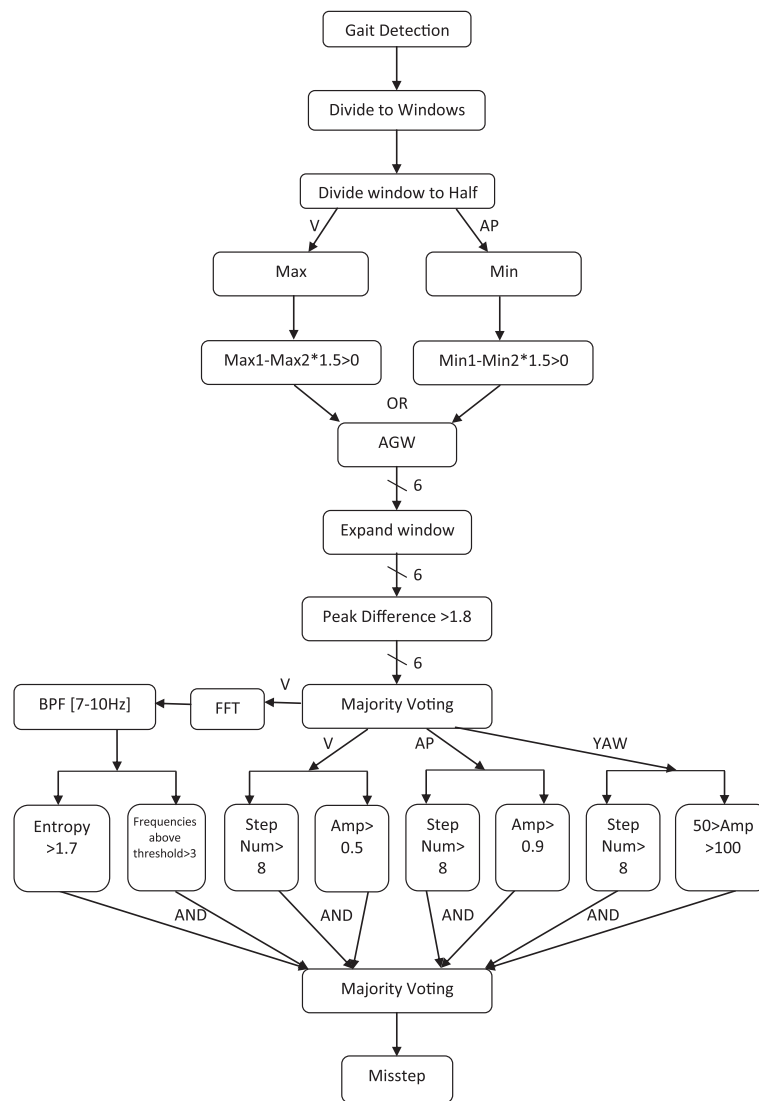 Gait Detection
Divide to Windows
Divide window to Half
V
AP
Max
Min
Max1-Max2*1.5>0
Min1-Min2*1.5>0
OR
AGW
6
Expand window
6
Peak Difference >1.8
6
V
BPF [7-10Hz]
FFT
Majority Voting
V
AP
YAW
Entropy
>1.7
Frequencies
above
threshold>3
Step
Num>
8
Amp>
0.5
Step
Num>
8
Amp>
0.9
Step
Num>
8
50>Amp
>100
AND
AND
AND
AND
Majority Voting
Misstep